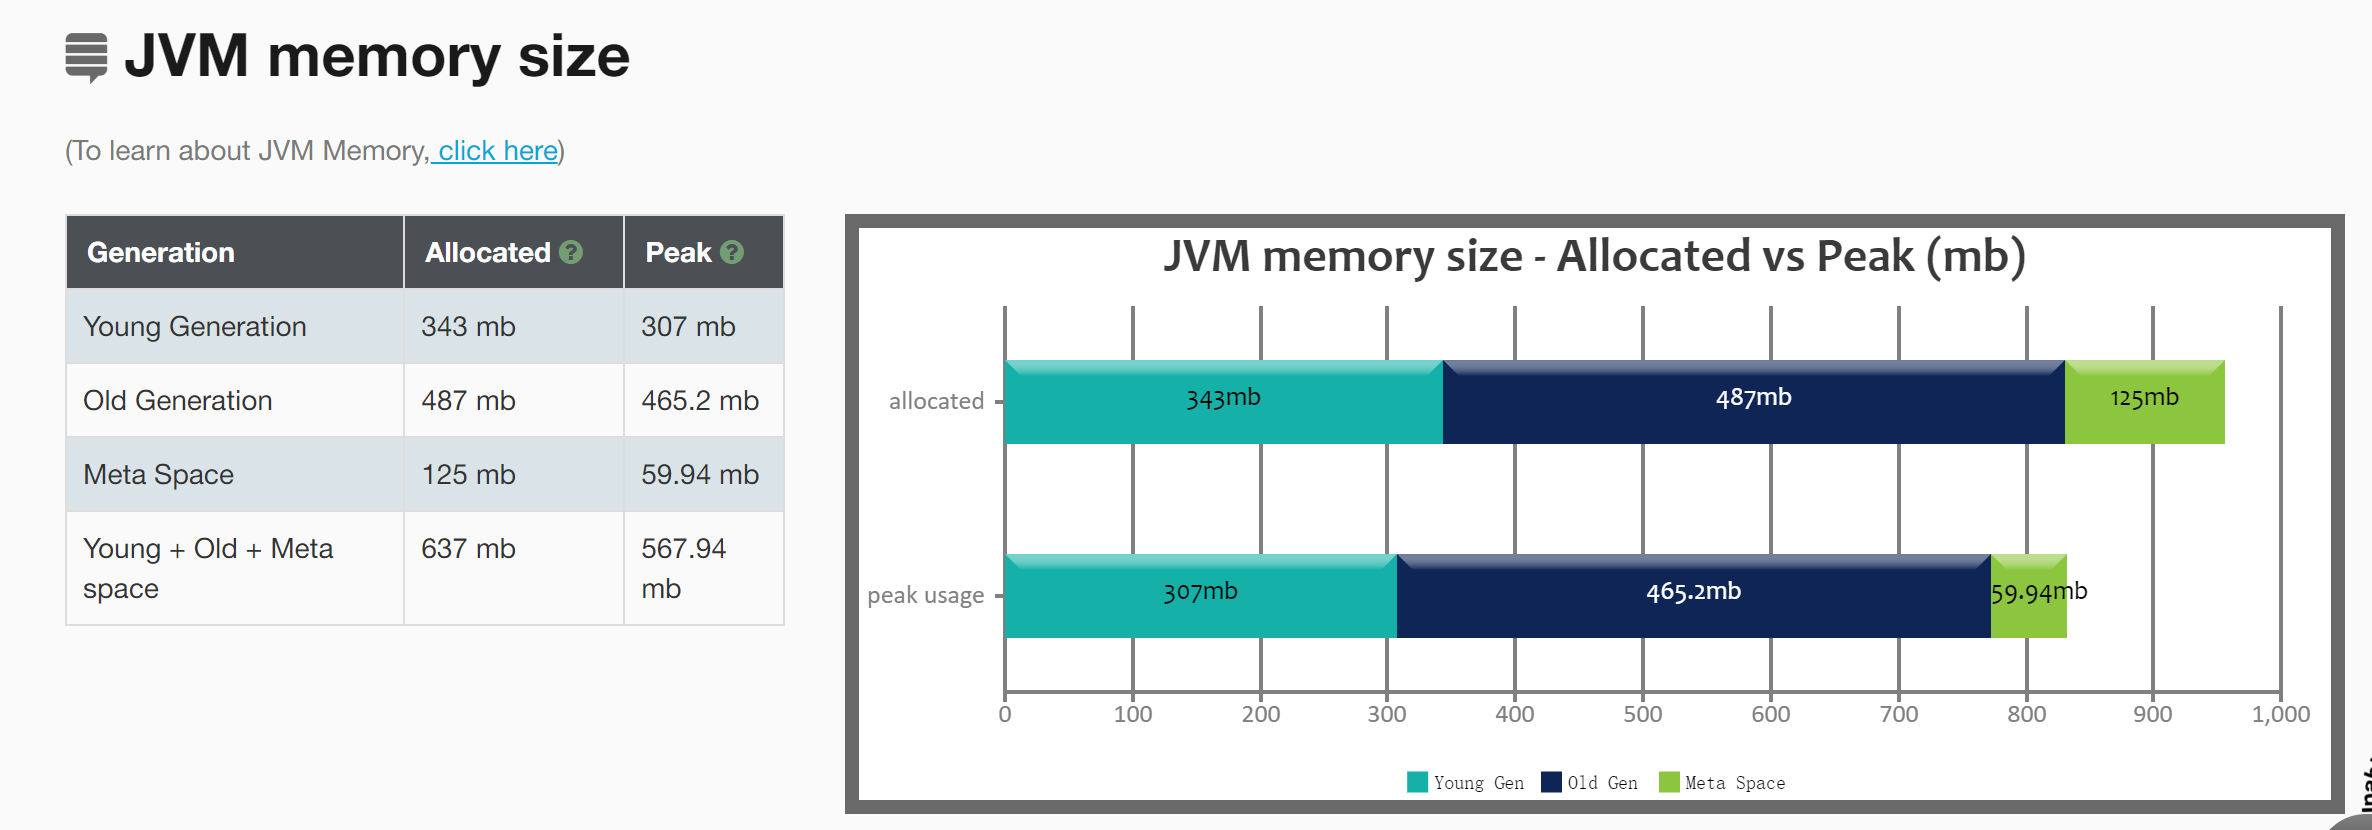 JVM memory size
(To learn about JVM Memory, click here)
Generation Allocated ? Peak ?
Young Generation 343 mb 307 mb
Old Generation 487 mb 465.2 mb
Meta Space 125 mb 59.94 mb
Young + Old + Meta space 637 mb 567.94 mb
JVM memory size - Allocated vs Peak (mb)
allocated 343mb 487mb 125mb
peak usage 307mb 465.2mb 59.94mb
0 100 200 300 400 500 600 700 800 900 1,000
Young Gen Old Gen Meta Space